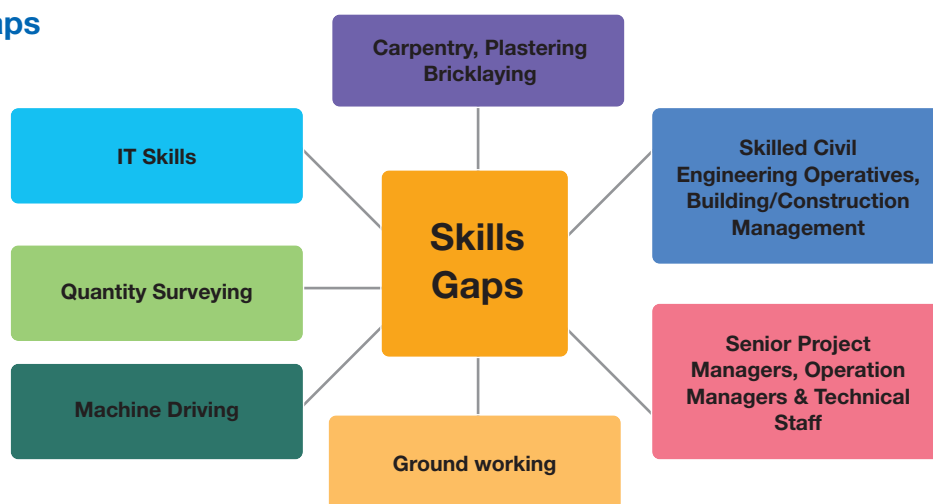 aps
Carpentry, Plastering
Bricklaying
IT Skills
Skilled Civil
Engineering Operatives,
Building/Construction
Management
Skills
Gaps
Quantity Surveying
Senior Project
Managers, Operation
Managers & Technical
Staff
Machine Driving
Ground working